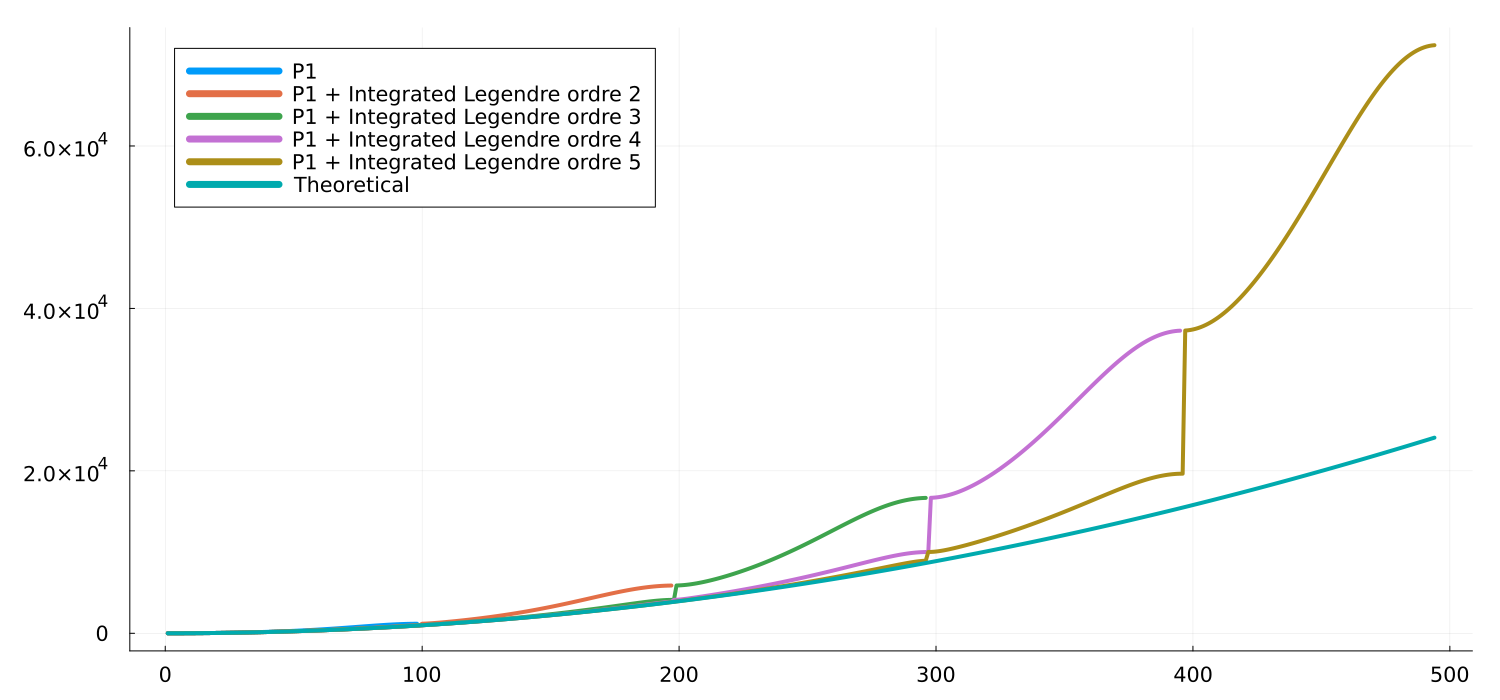 P1
P1 + Integrated Legendre ordre 2
P1 + Integrated Legendre ordre 3
P1 + Integrated Legendre ordre 4
P1 + Integrated Legendre ordre 5
Theoretical
6.0×10⁴
4.0×10⁴
2.0×10⁴
0
0 100 200 300 400 500